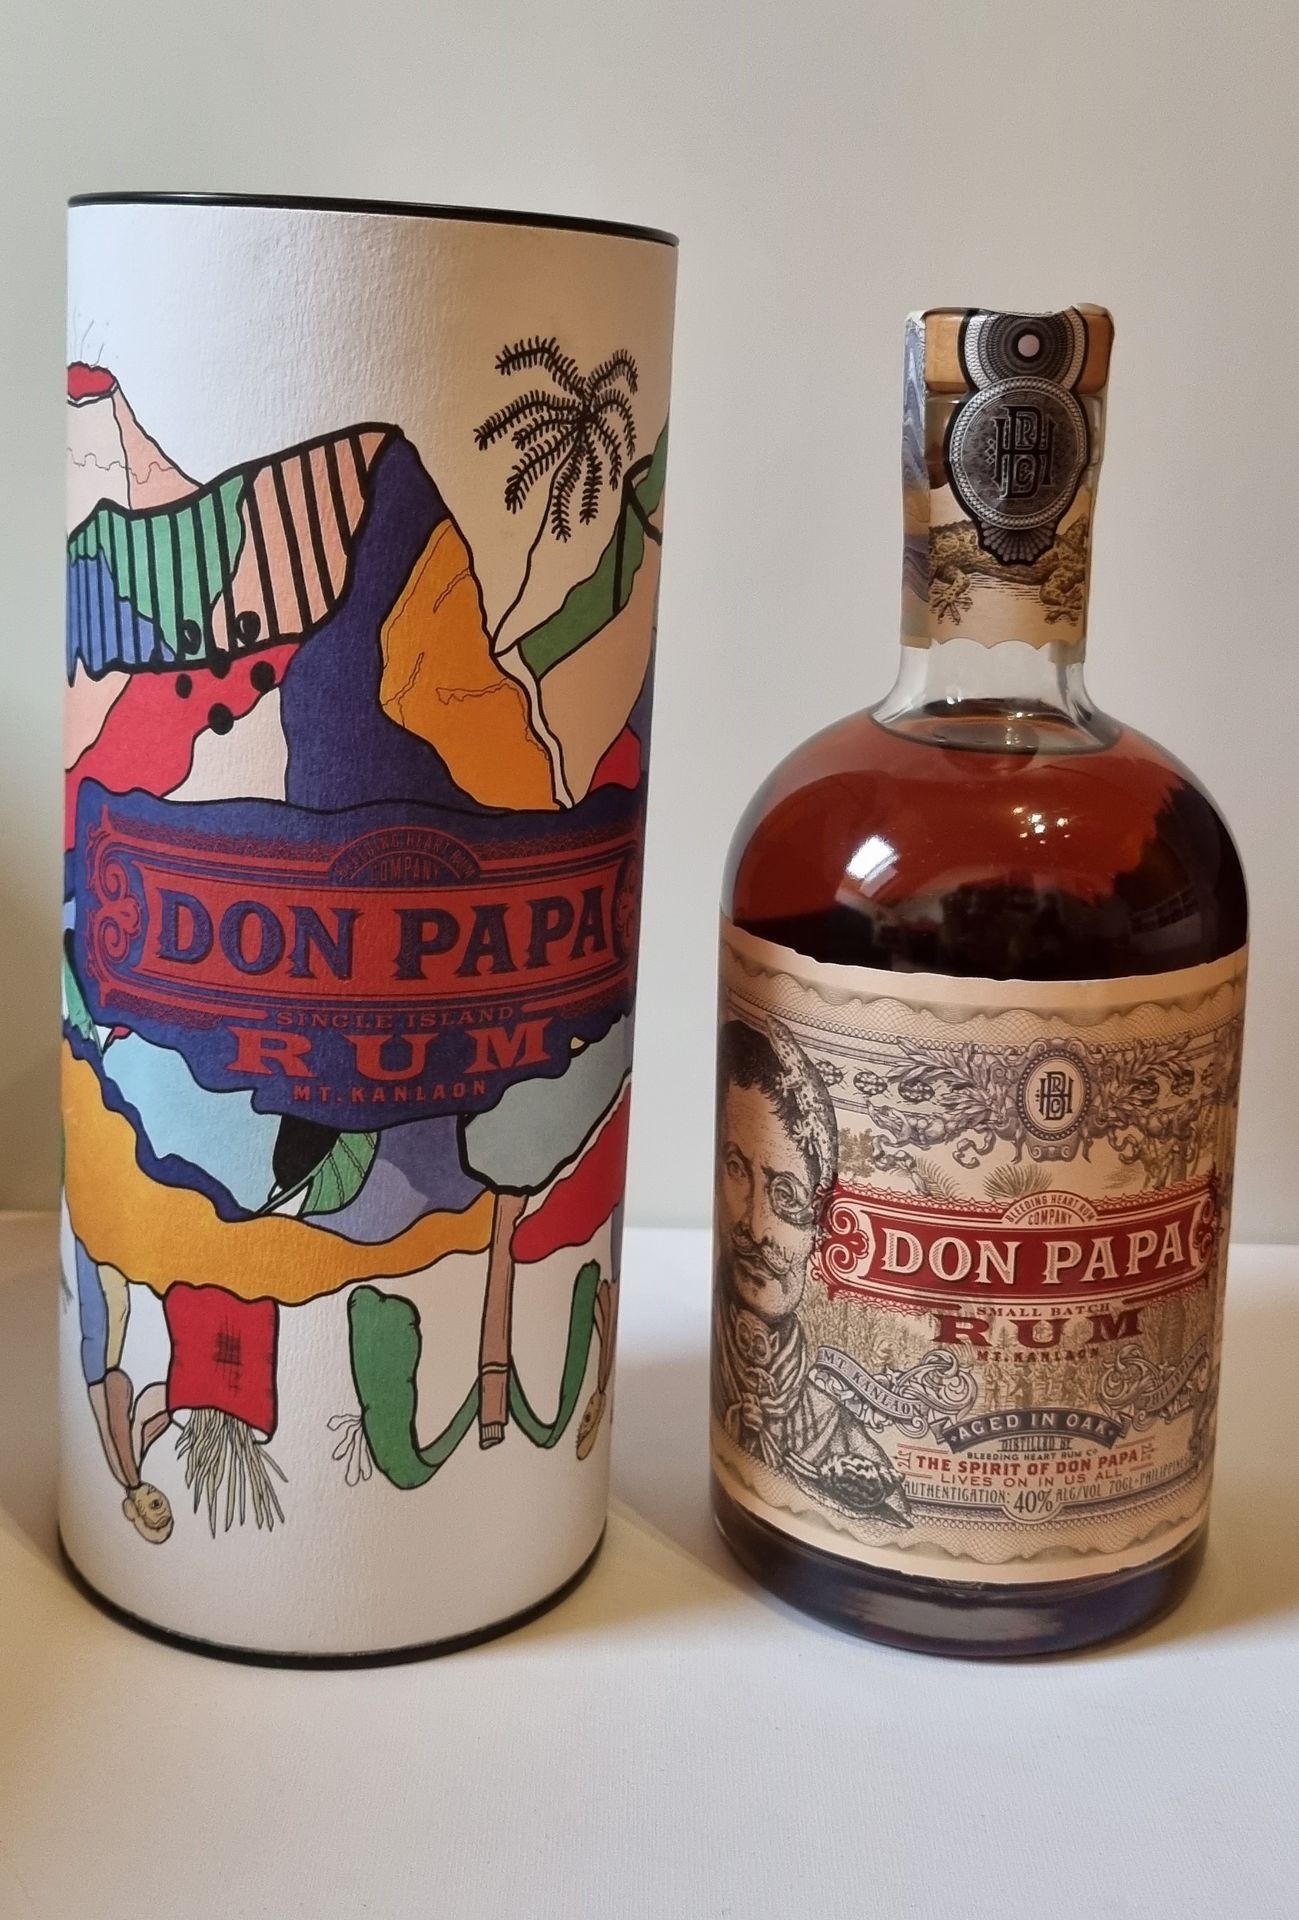 BLEEDING HEART RUM
COMPANY
DON PAPA
SINGLE ISLAND
RUM
MT. KANLAON
BLEEDING HEART RUM
COMPANY
DON PAPA
SMALL BATCH
RUM
MT. KANLAON
MT. KANLAON
PHILIPPINES
AGED IN OAK
DISTILLED BY
BLEEDING HEART RUM Cº
THE SPIRIT OF DON PAPA
LIVES ON IN US ALL
AUTHENTICATION: 40% ALC/VOL 70CL - PHILIPPINES